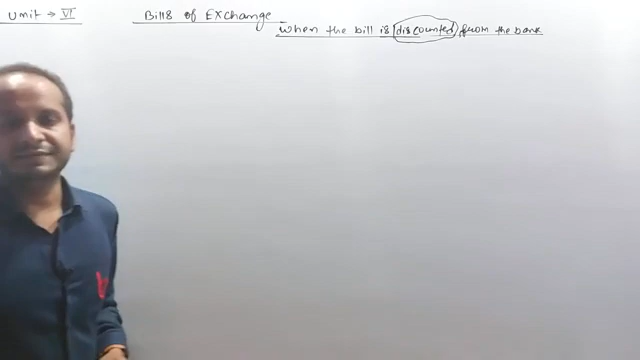 Unit → VI
Bills of Exchange
When the bill is discounted from the bank